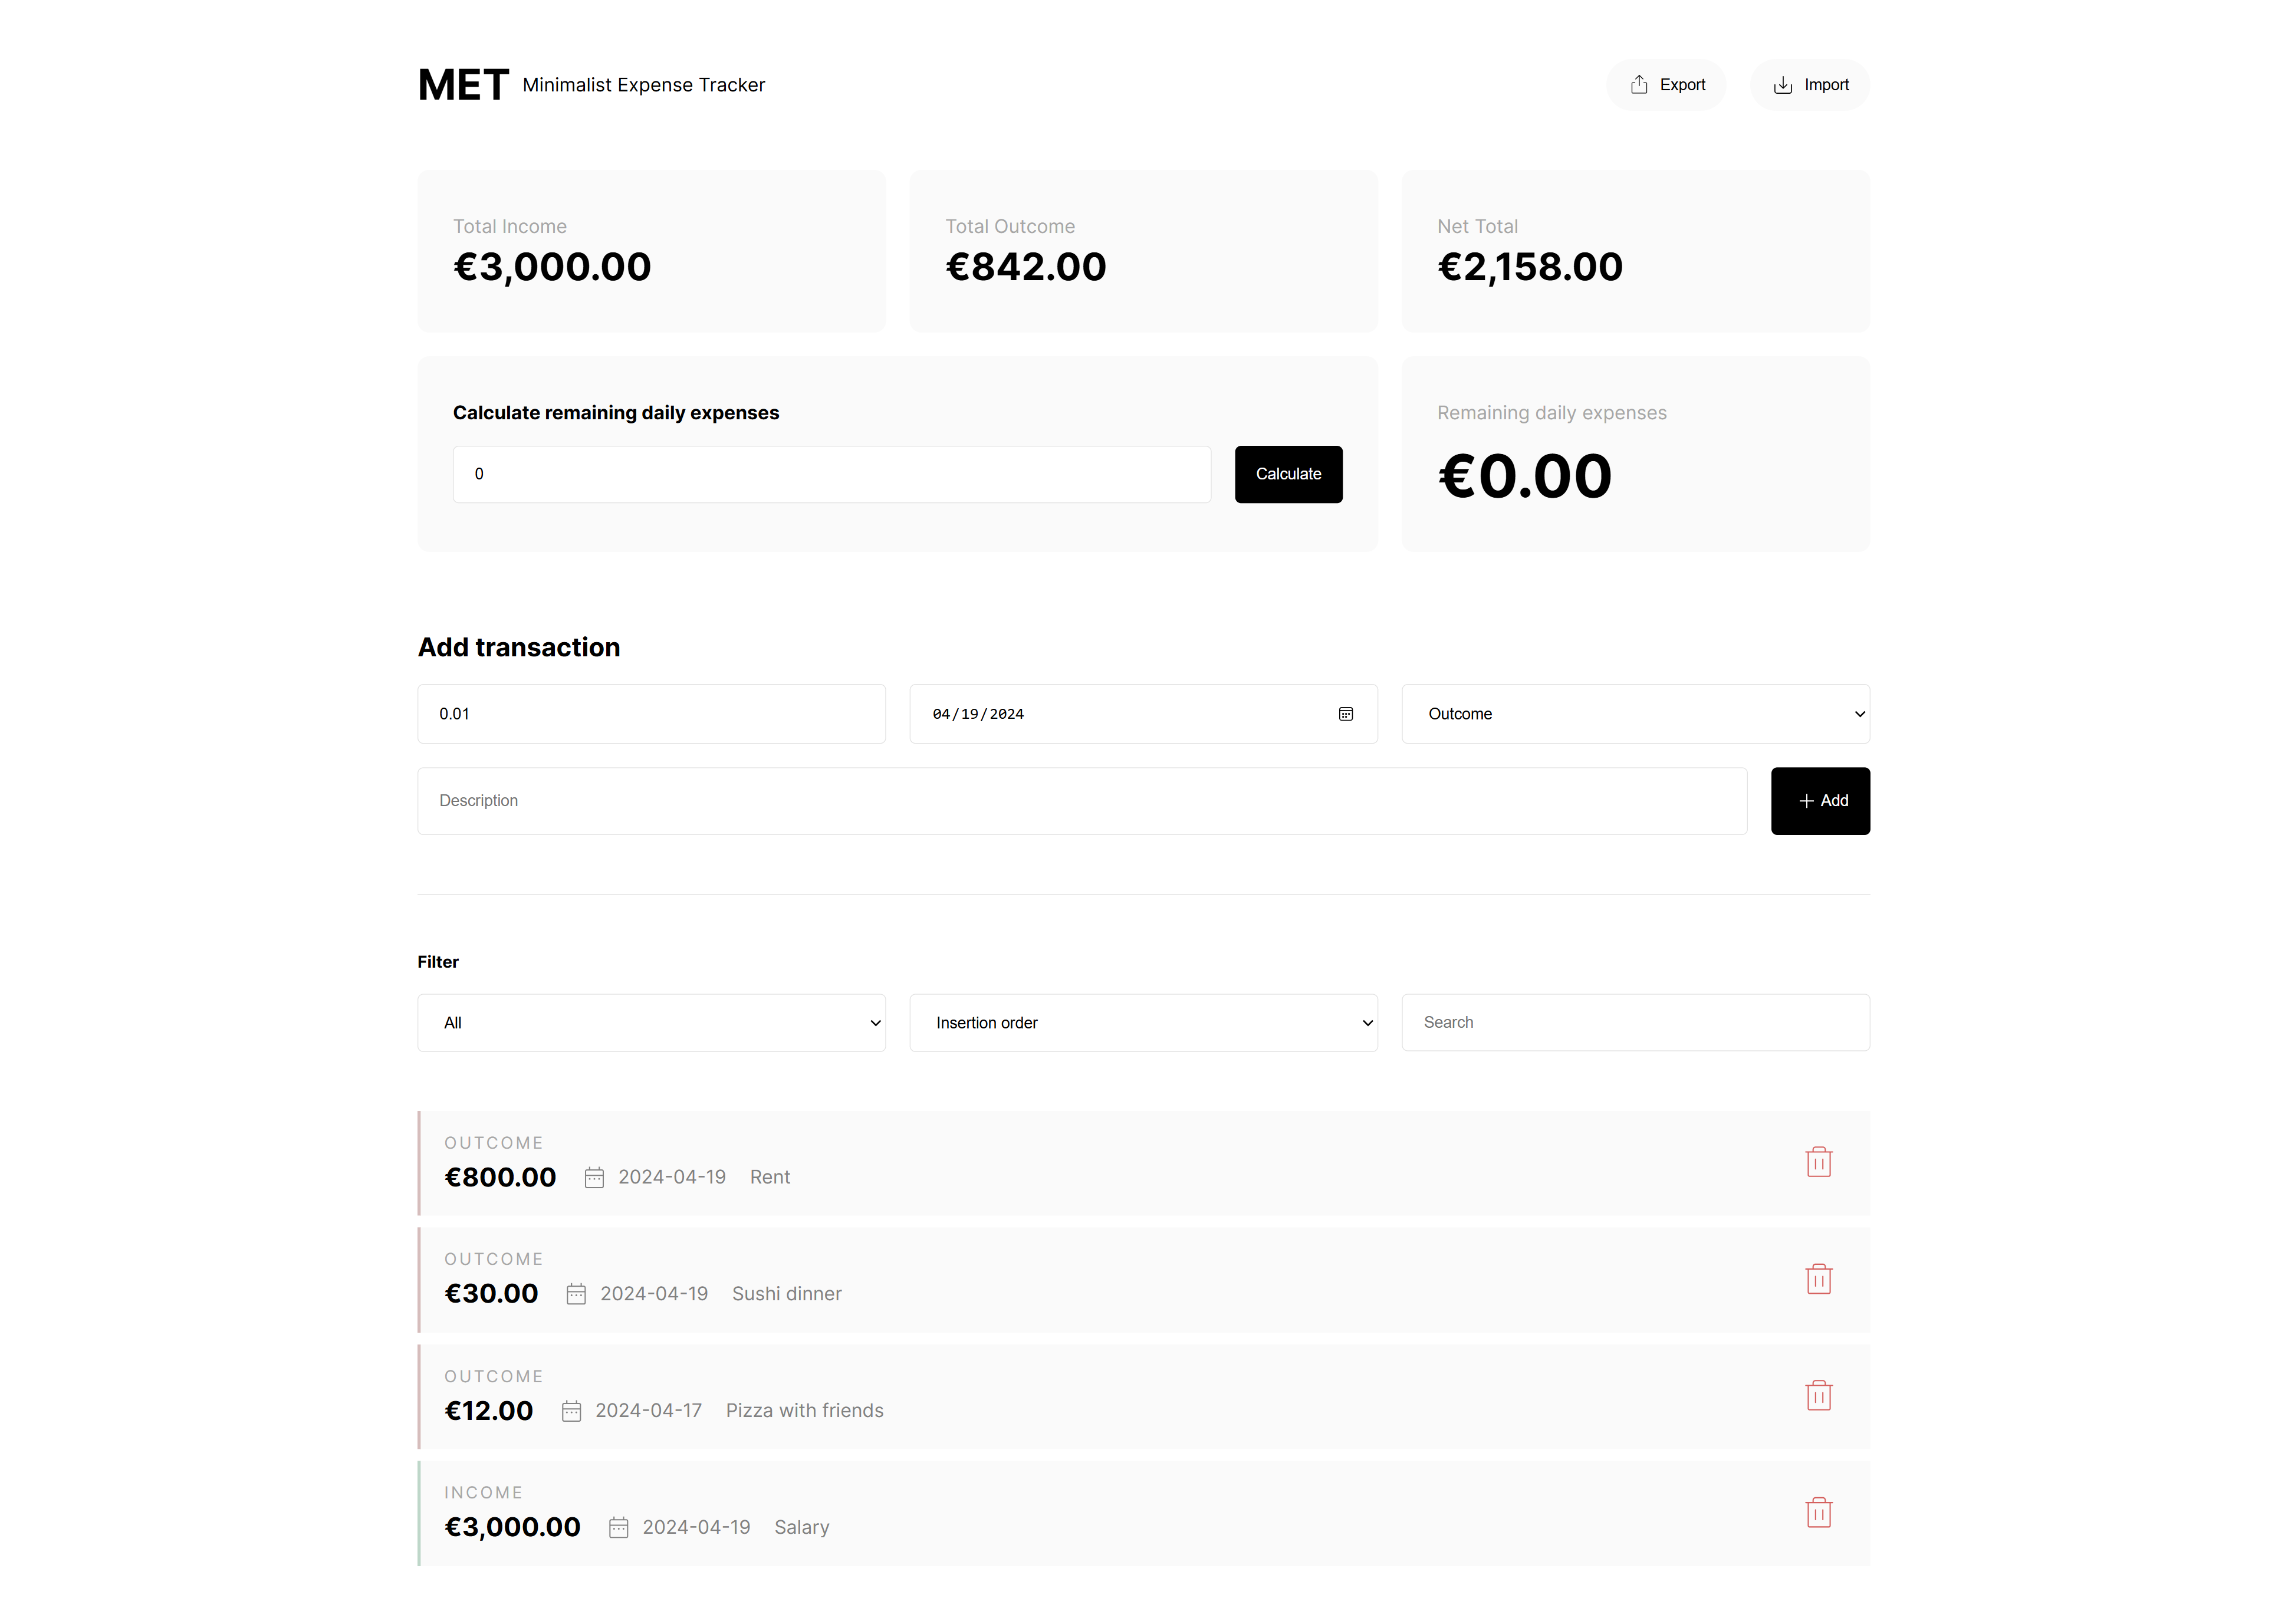 MET Minimalist Expense Tracker Export Import
Total Income Total Outcome Net Total
€3,000.00 €842.00 €2,158.00
Calculate remaining daily expenses Remaining daily expenses
0 Calculate €0.00
Add transaction
0.01 04/19/2024 Outcome
Description Add
Filter
All Insertion order Search
OUTCOME
€800.00 2024-04-19 Rent
OUTCOME
€30.00 2024-04-19 Sushi dinner
OUTCOME
€12.00 2024-04-17 Pizza with friends
INCOME
€3,000.00 2024-04-19 Salary